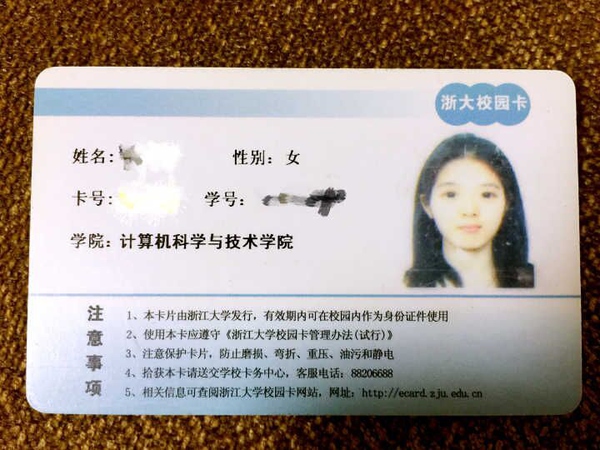 浙大校园卡
姓名: 性别: 女
卡号: 学号:
学院: 计算机科学与技术学院
注意事项
1、本卡片由浙江大学发行，有效期内可在校园内作为身份证件使用
2、使用本卡应遵守《浙江大学校园卡管理办法(试行)》
3、注意保护卡片，防止磨损、弯折、重压、油污和静电
4、拾获本卡请送交学校卡务中心，客服电话: 88206688
5、相关信息可查阅浙江大学校园卡网站，网址: http://ecard.zju.edu.cn